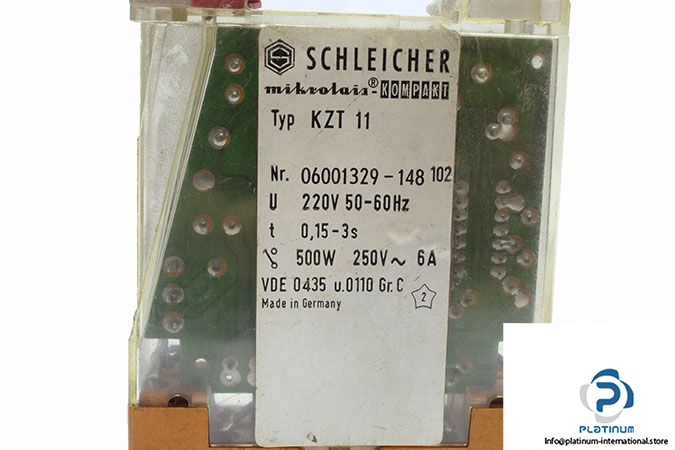 SCHLEICHER
mikrolais®-KOMPAKT
Typ KZT 11
Nr. 06001329-148 102
U 220V 50-60Hz
t 0,15-3s
500W 250V~ 6A
VDE 0435 u.0110 Gr.C 2
Made in Germany
PLATINUM
Info@platinum-international.store